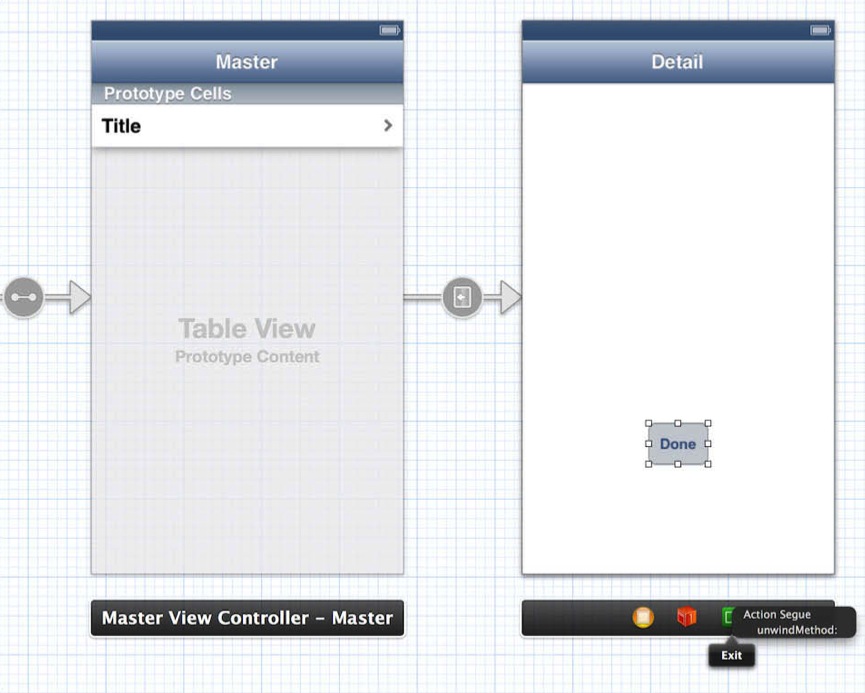 Master
Prototype Cells
Title
Table View
Prototype Content
Master View Controller – Master
Detail
Done
Action Segue
unwindMethod:
Exit